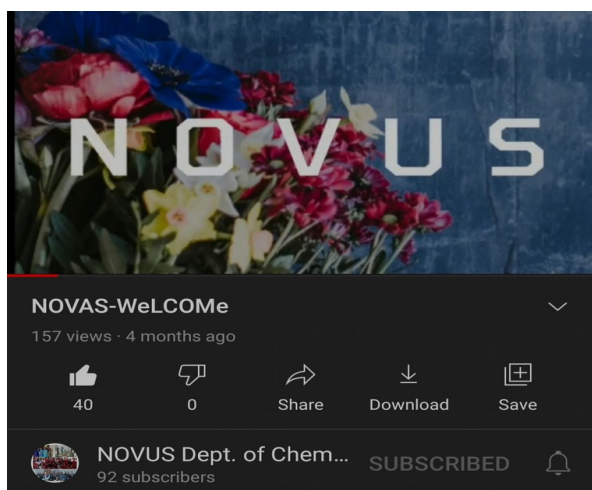 NOVUS
NOVAS-WeLCOMe
157 views · 4 months ago
40
0
Share
Download
Save
NOVUS Dept. of Chem...
92 subscribers
SUBSCRIBED